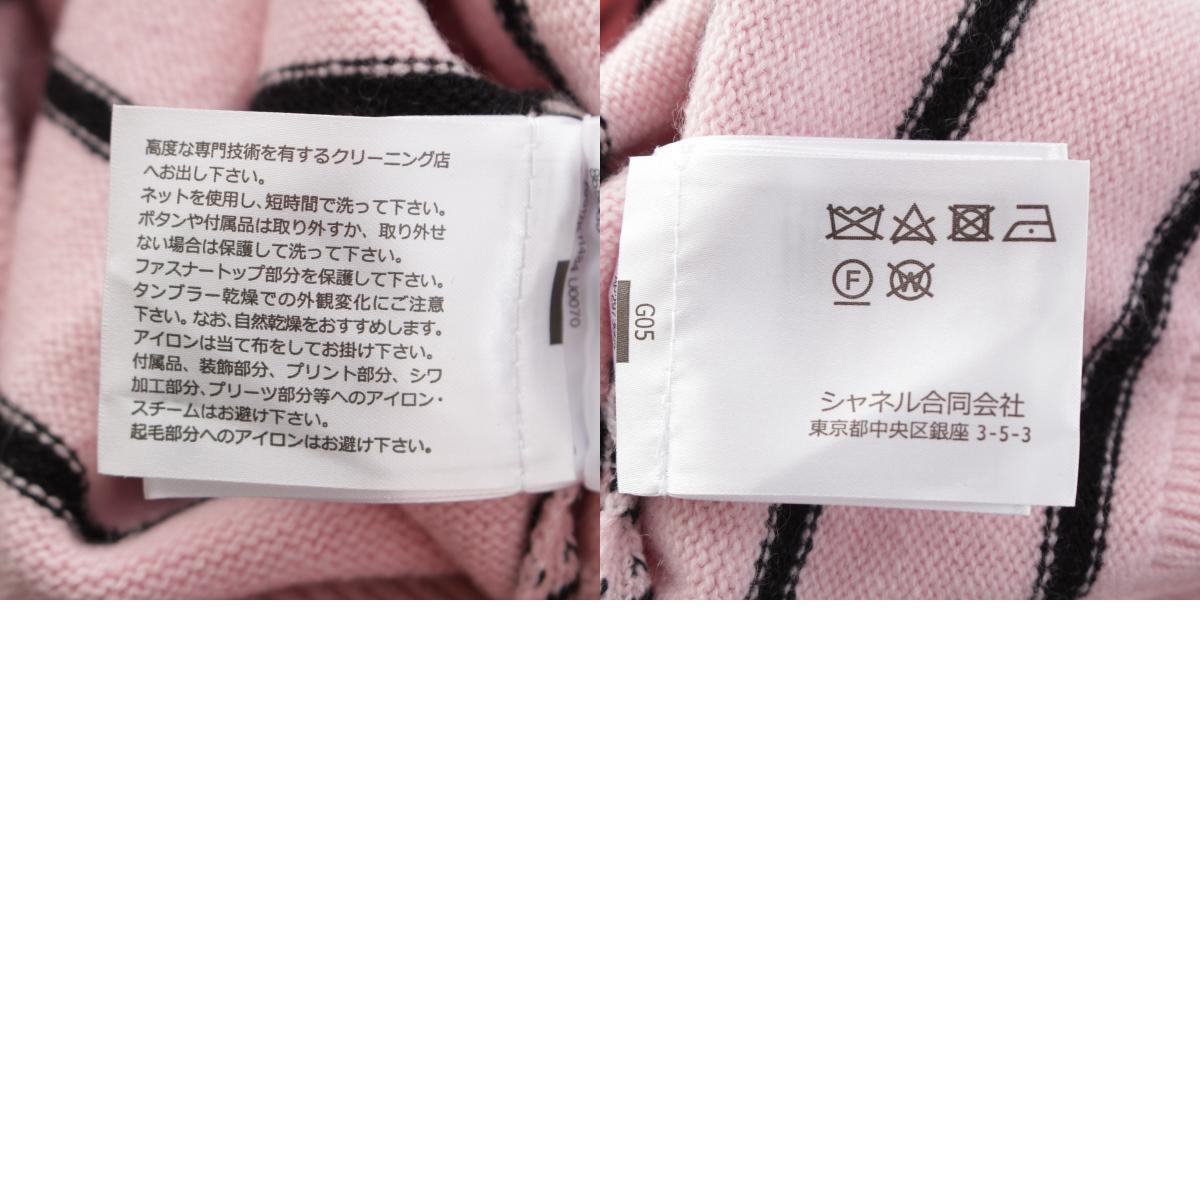 高度な専門技術を有するクリーニング店
へお出し下さい。
ネットを使用し、短時間で洗って下さい。
ボタンや付属品は取り外すか、取り外せ
ない場合は保護して洗って下さい。
ファスナートップ部分を保護して下さい。
タンブラー乾燥での外観変化にご注意
下さい。なお、自然乾燥をおすすめします。
アイロンは当て布をしてお掛け下さい。
付属品、装飾部分、プリント部分、シワ
加工部分、プリーツ部分等へのアイロン・
スチームはお避け下さい。
起毛部分へのアイロンはお避け下さい。
U0070
G05
F
W
シャネル合同会社
東京都中央区銀座 3-5-3